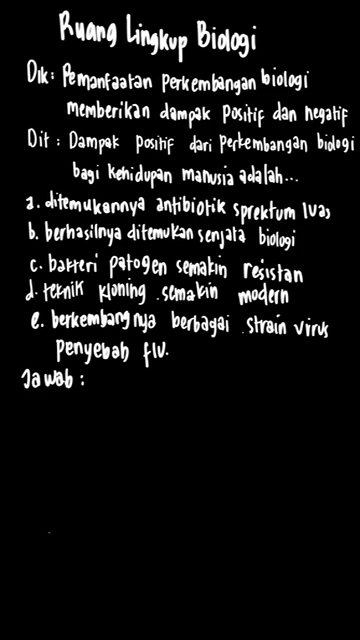 Ruang Lingkup Biologi
Dik: Pemanfaatan perkembangan biologi
memberikan dampak positif dan negatif
Dit: Dampak positif dari perkembangan biologi
bagi kehidupan manusia adalah...
a. ditemukannya antibiotik sprektum luas
b. berhasilnya ditemukan senjata biologi
c. bakteri patogen semakin resistan
d. teknik kloning semakin modern
e. berkembangnya berbagai strain virus
penyebab flu.
Jawab: